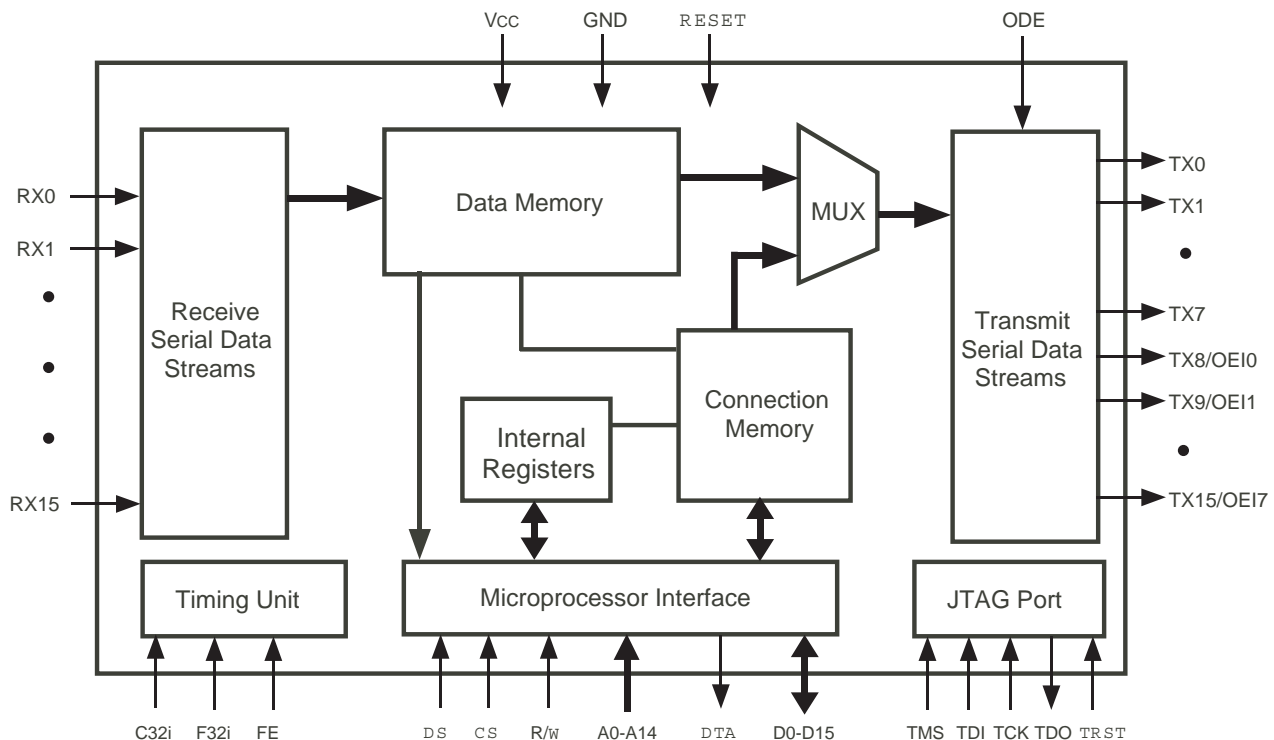 Vcc GND RESET ODE
Data Memory
MUX
RX0
RX1
RX15
Receive
Serial Data
Streams
Transmit
Serial Data
Streams
TX0
TX1
TX7
TX8/OEI0
TX9/OEI1
TX15/OEI7
Connection
Memory
Internal
Registers
Timing Unit
Microprocessor Interface
JTAG Port
C32i F32i FE DS CS R/W A0-A14 DTA D0-D15 TMS TDI TCK TDO TRST